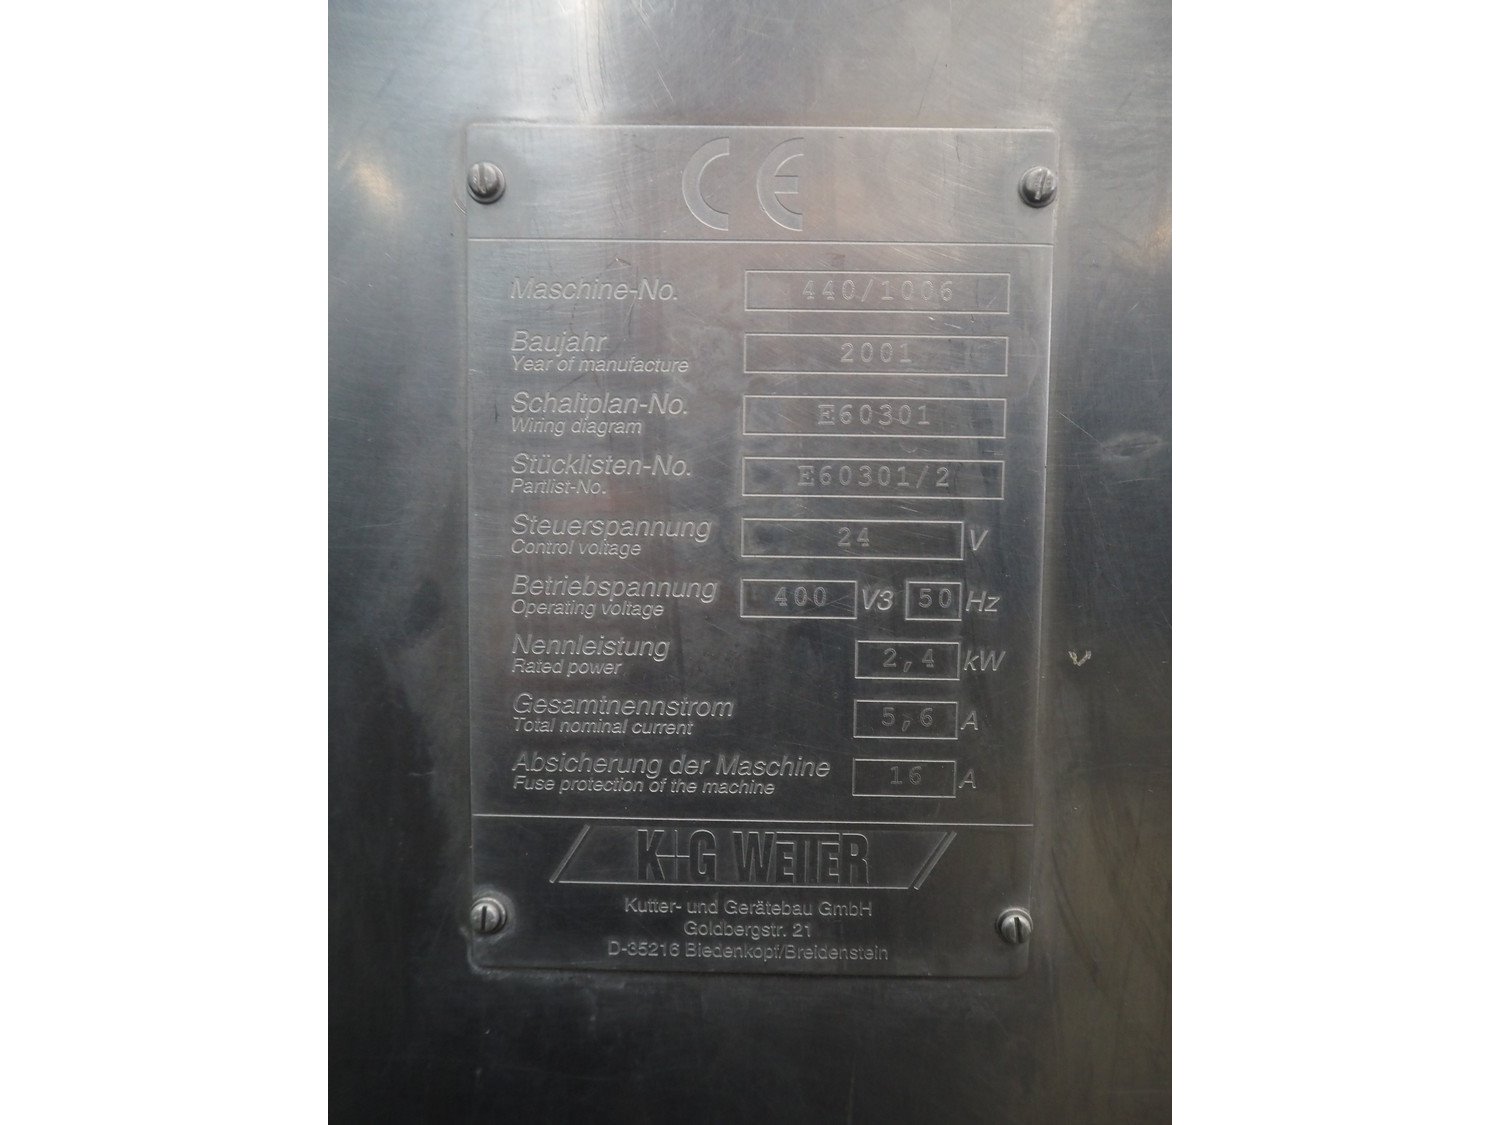 CE
Maschine-No. 440/1006
Baujahr 2001
Year of manufacture
Schaltplan-No. E60301
Wiring diagram
Stücklisten-No. E60301/2
Partlist-No.
Steuerspannung 24 V
Control voltage
Betriebspannung 400 V3 50 Hz
Operating voltage
Nennleistung 2,4 kW
Rated power
Gesamtnennstrom 5,6 A
Total nominal current
Absicherung der Maschine 16 A
Fuse protection of the machine
K+G WETTER
Kutter- und Gerätebau GmbH
Goldbergstr. 21
D-35216 Biedenkopf/Breidenstein